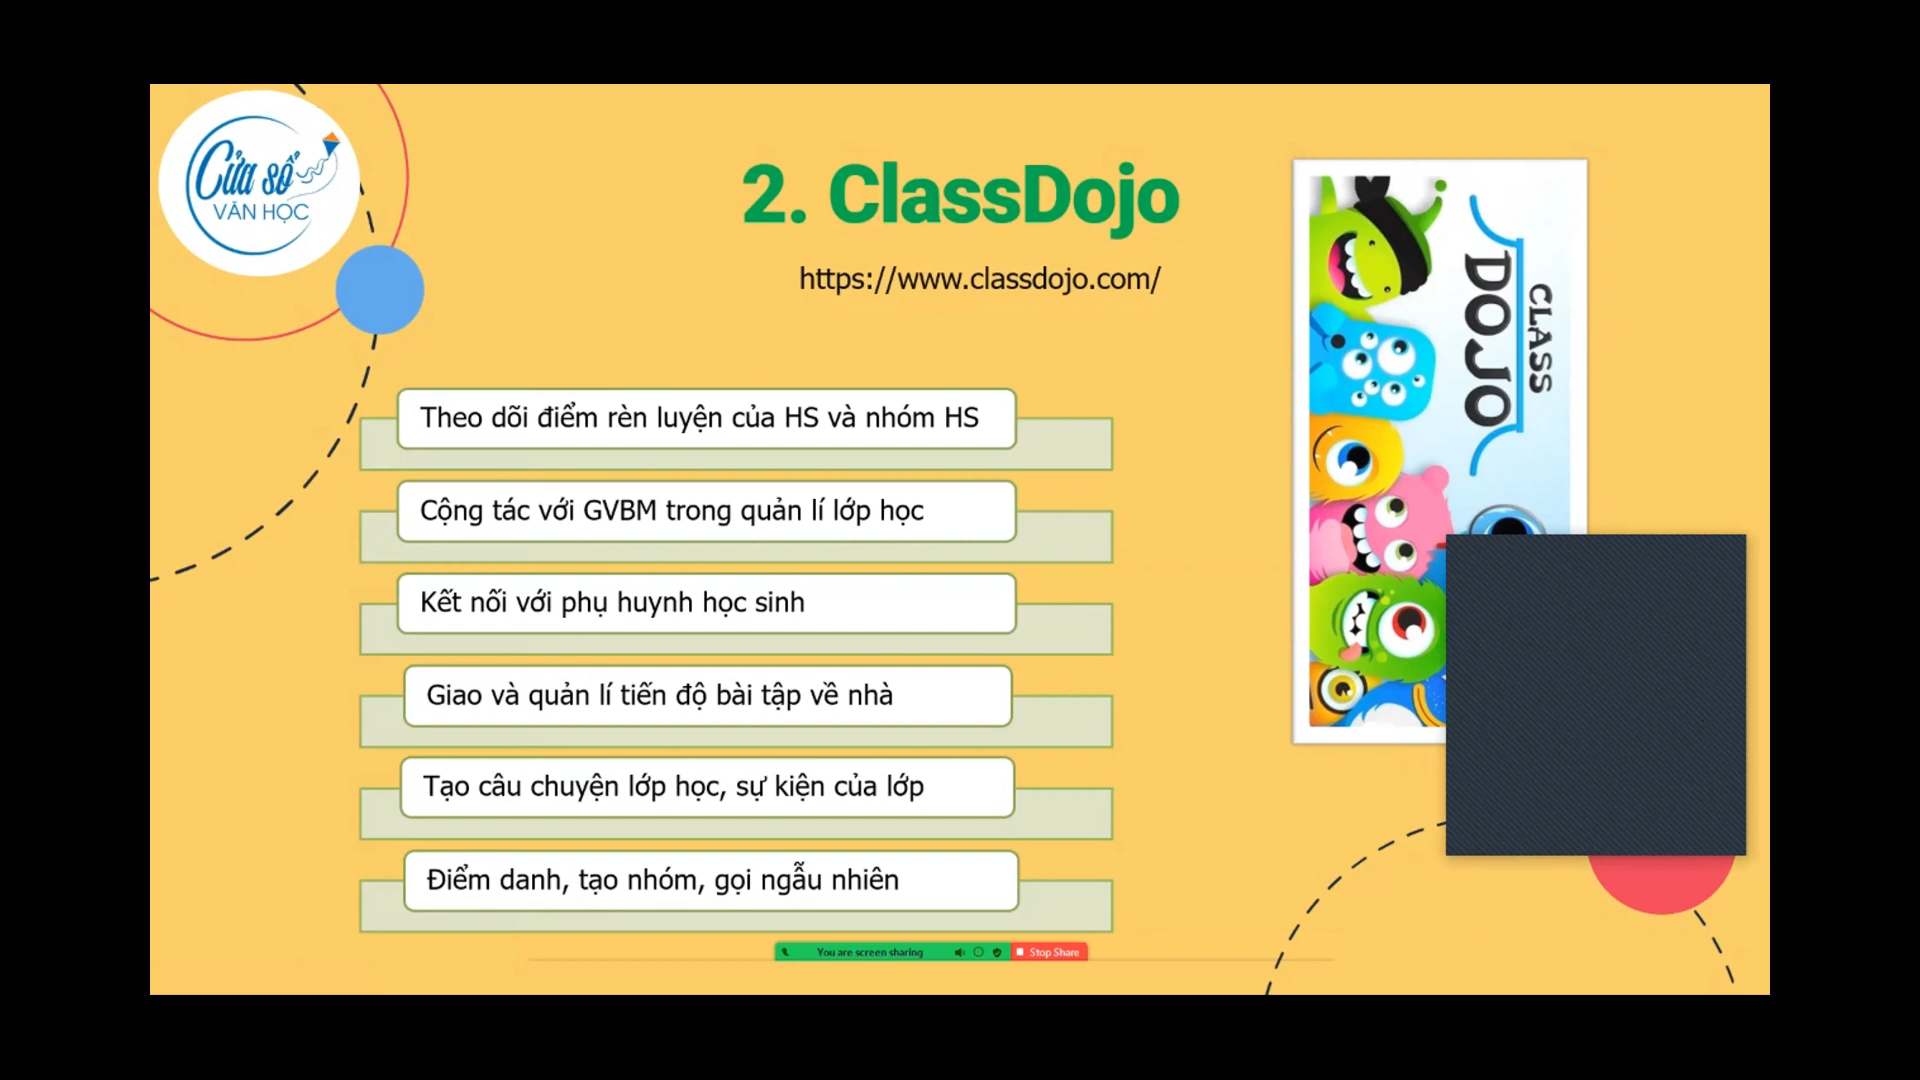 Cửa sổ
VĂN HỌC
2. ClassDojo
https://www.classdojo.com/
CLASS
DOJO
Theo dõi điểm rèn luyện của HS và nhóm HS
Cộng tác với GVBM trong quản lí lớp học
Kết nối với phụ huynh học sinh
Giao và quản lí tiến độ bài tập về nhà
Tạo câu chuyện lớp học, sự kiện của lớp
Điểm danh, tạo nhóm, gọi ngẫu nhiên
You are screen sharing
Stop Share